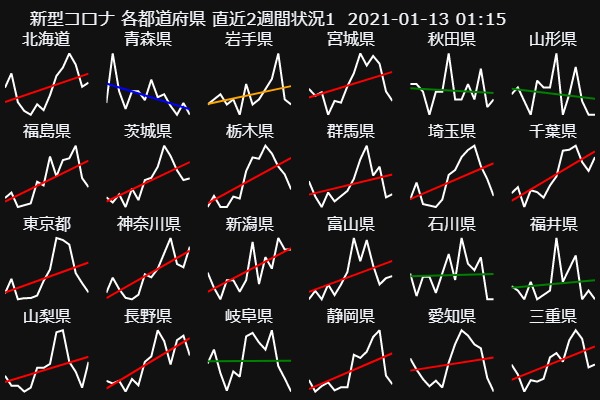 新型コロナ 各都道府県 直近2週間状況1 2021-01-13 01:15
北海道 青森県 岩手県 宮城県 秋田県 山形県
福島県 茨城県 栃木県 群馬県 埼玉県 千葉県
東京都 神奈川県 新潟県 富山県 石川県 福井県
山梨県 長野県 岐阜県 静岡県 愛知県 三重県